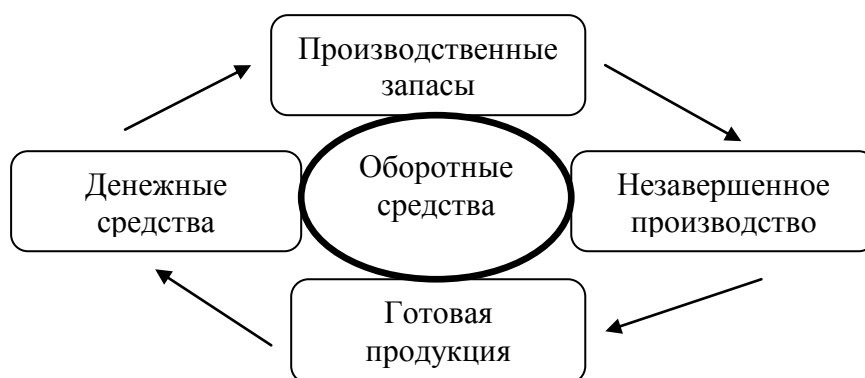 Производственные
запасы
Денежные
средства
Оборотные
средства
Незавершенное
производство
Готовая
продукция